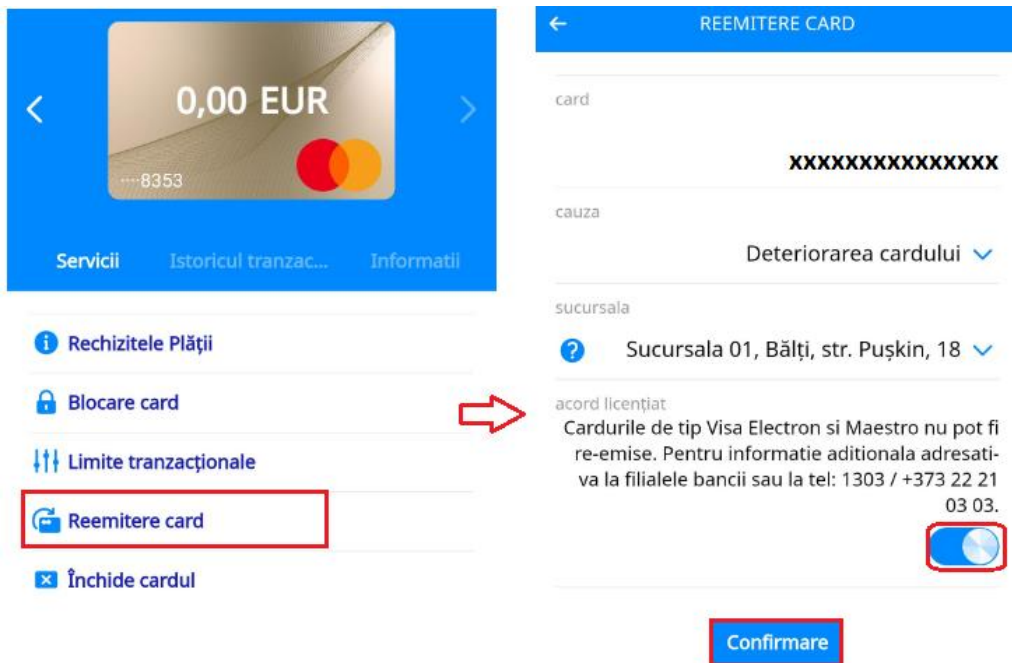 0,00 EUR
····8353
Servicii
Istoricul tranzac...
Informatii
Rechizitele Plății
Blocare card
Limite tranzacționale
Reemitere card
Închide cardul
REEMITERE CARD
card
XXXXXXXXXXXXXXX
cauza
Deteriorarea cardului
sucursala
Sucursala 01, Bălți, str. Pușkin, 18
acord licențiat
Cardurile de tip Visa Electron si Maestro nu pot fi
re-emise. Pentru informatie aditionala adresati-
va la filialele bancii sau la tel: 1303 / +373 22 21
03 03.
Confirmare